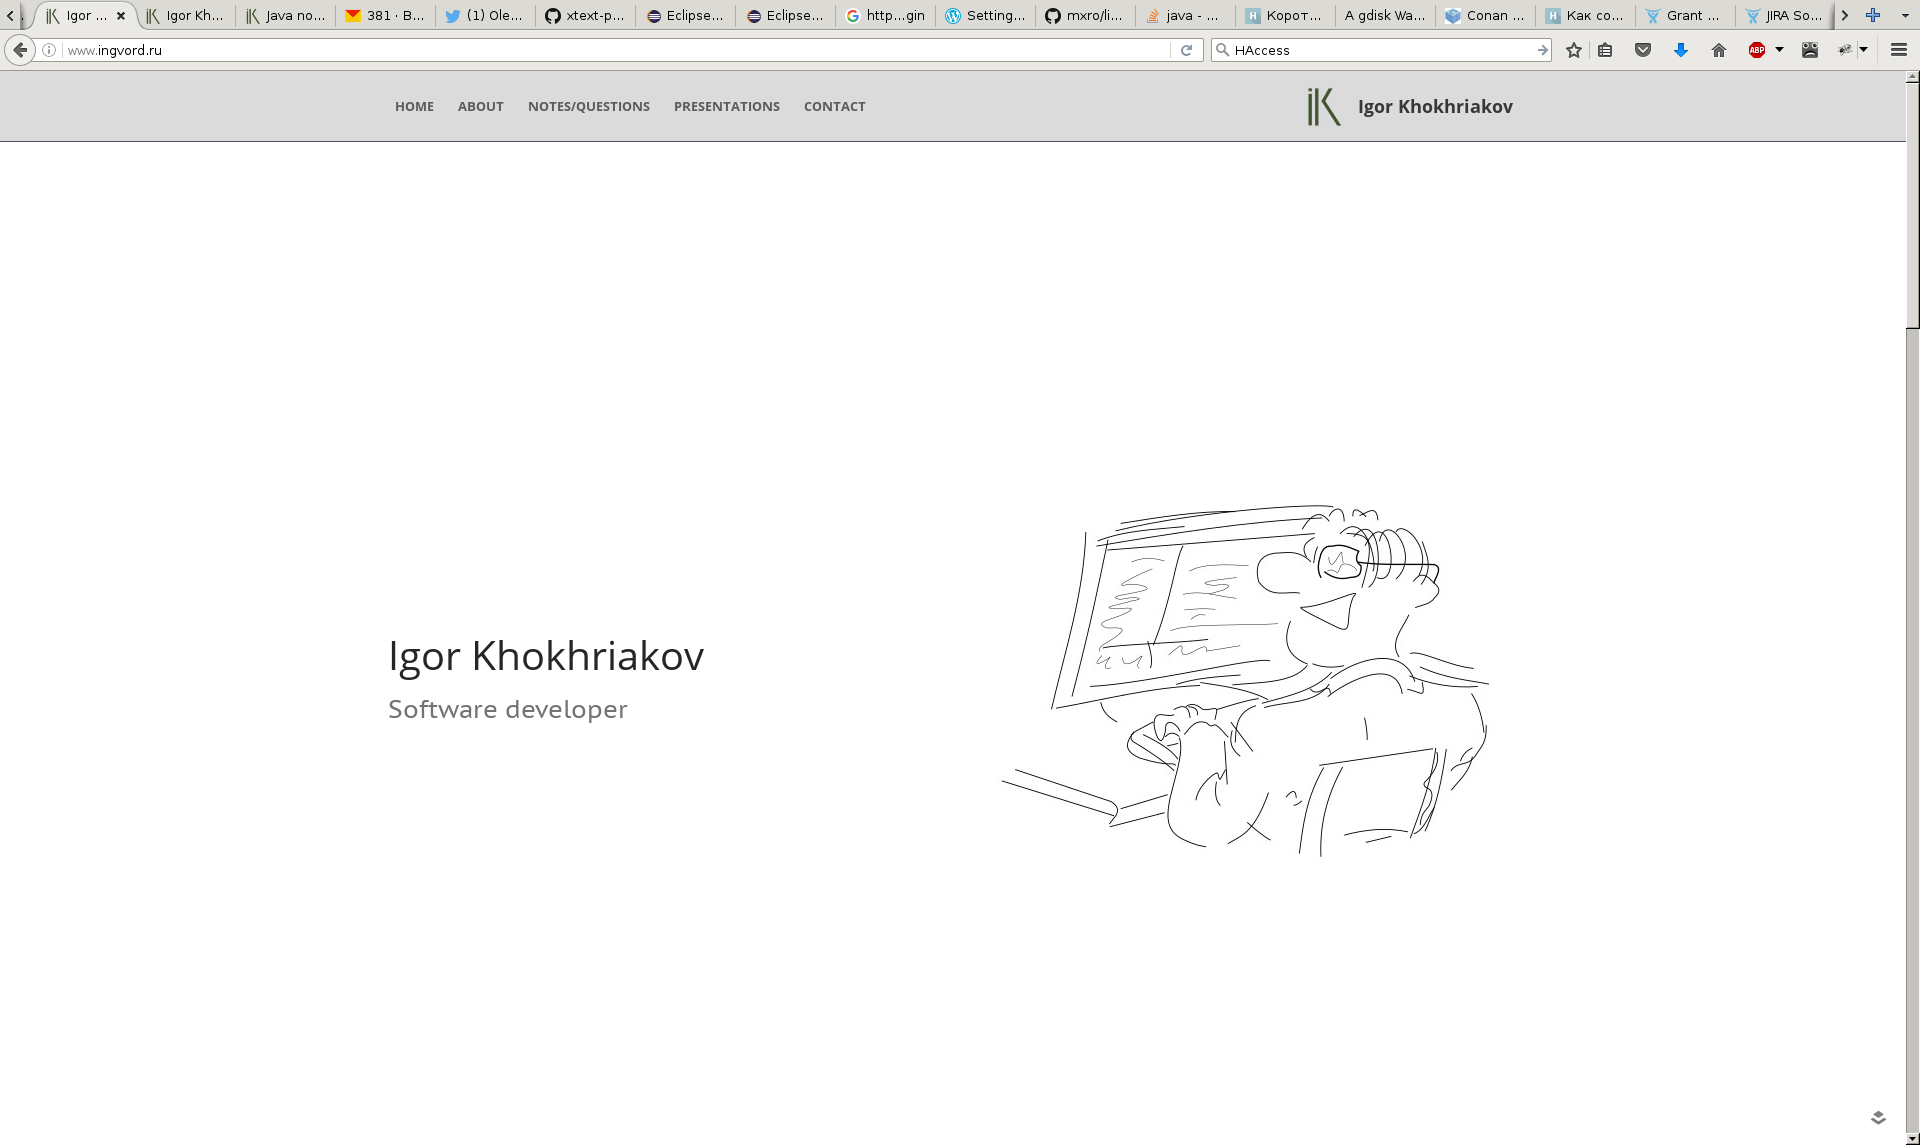 Igor ...
Igor Kh...
Java no...
381 · B...
(1) Ole...
xtext-p...
Eclipse...
Eclipse...
http...gin
Setting...
mxro/li...
java - ...
Корот...
A gdisk Wa...
Conan ...
Как со...
Grant ...
JIRA So...
www.ingvord.ru
HAccess
ABP
HOME ABOUT NOTES/QUESTIONS PRESENTATIONS CONTACT
iK Igor Khokhriakov
Igor Khokhriakov
Software developer